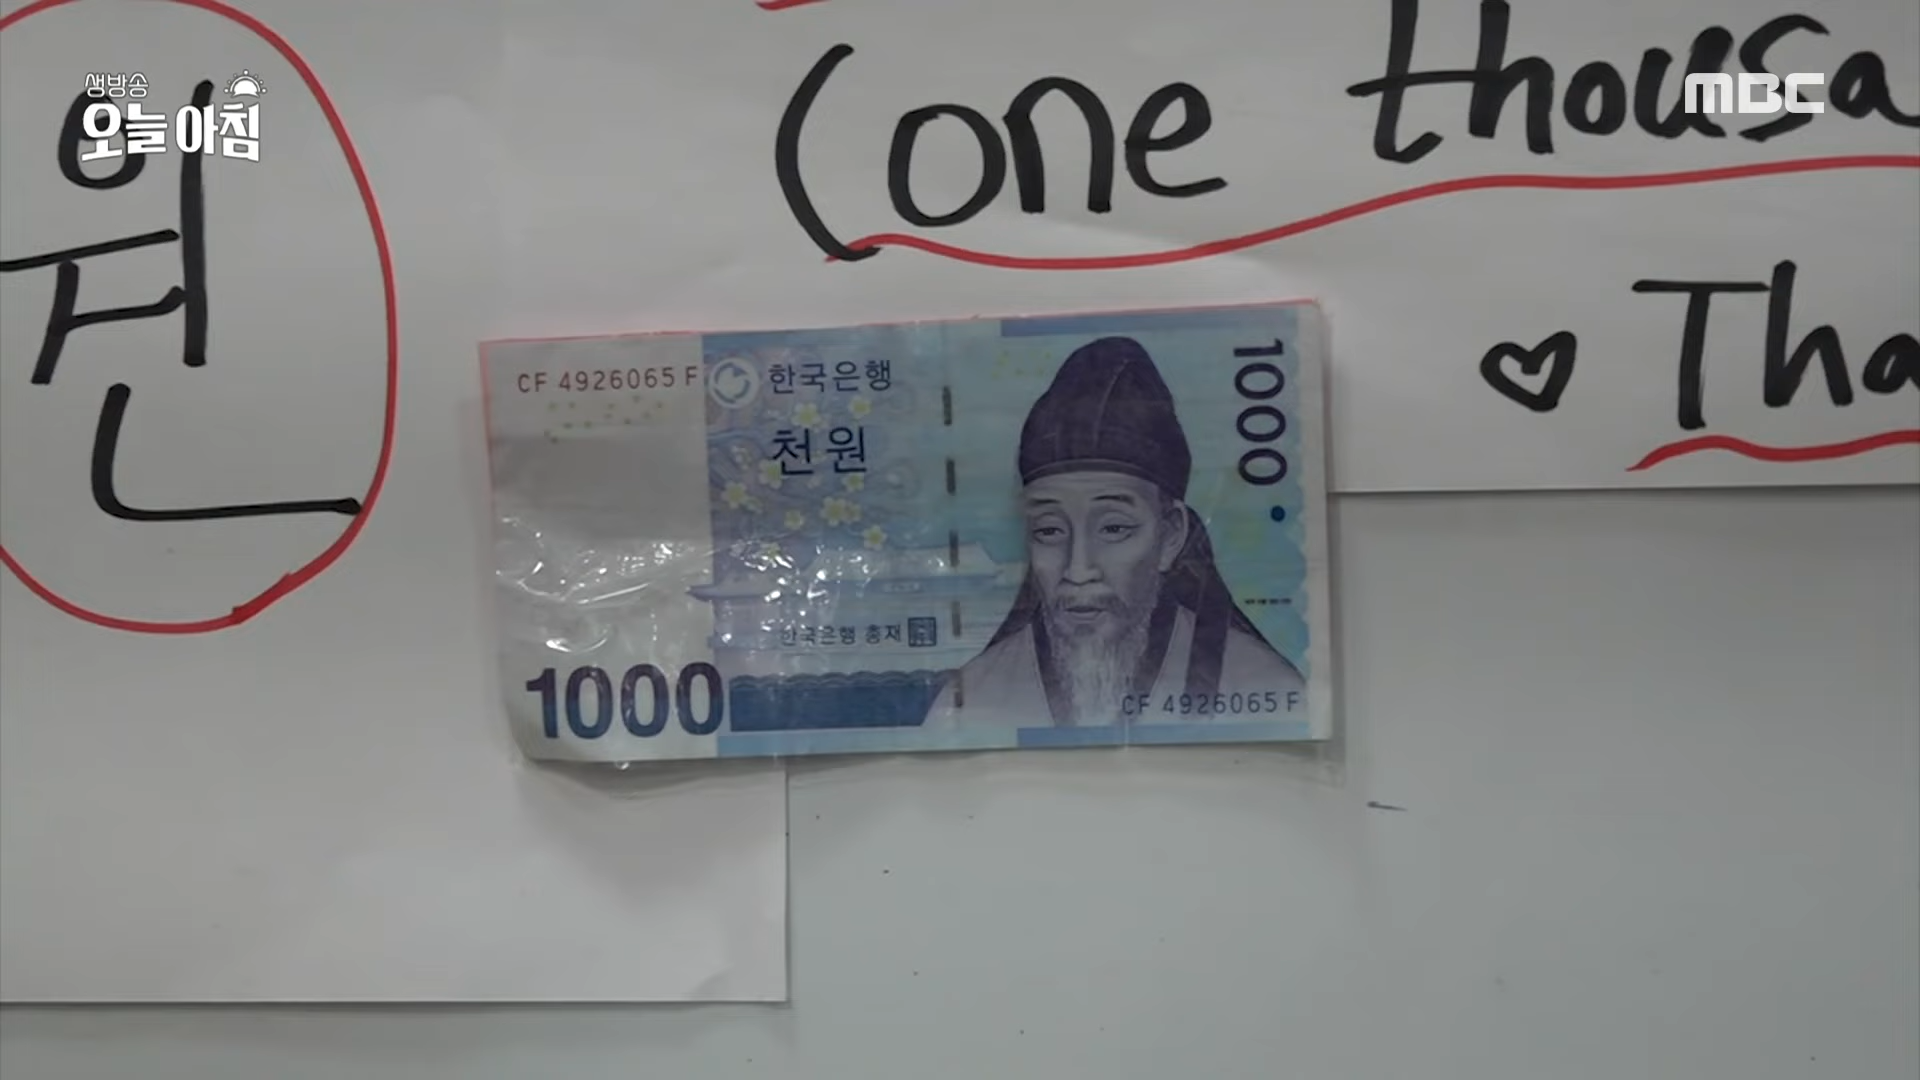 생방송
오늘 아침
MBC
원
(one thousa
♡ Tha
CF 4926065 F
한국은행
천원
1000
한국은행 총재
1000
CF 4926065 F